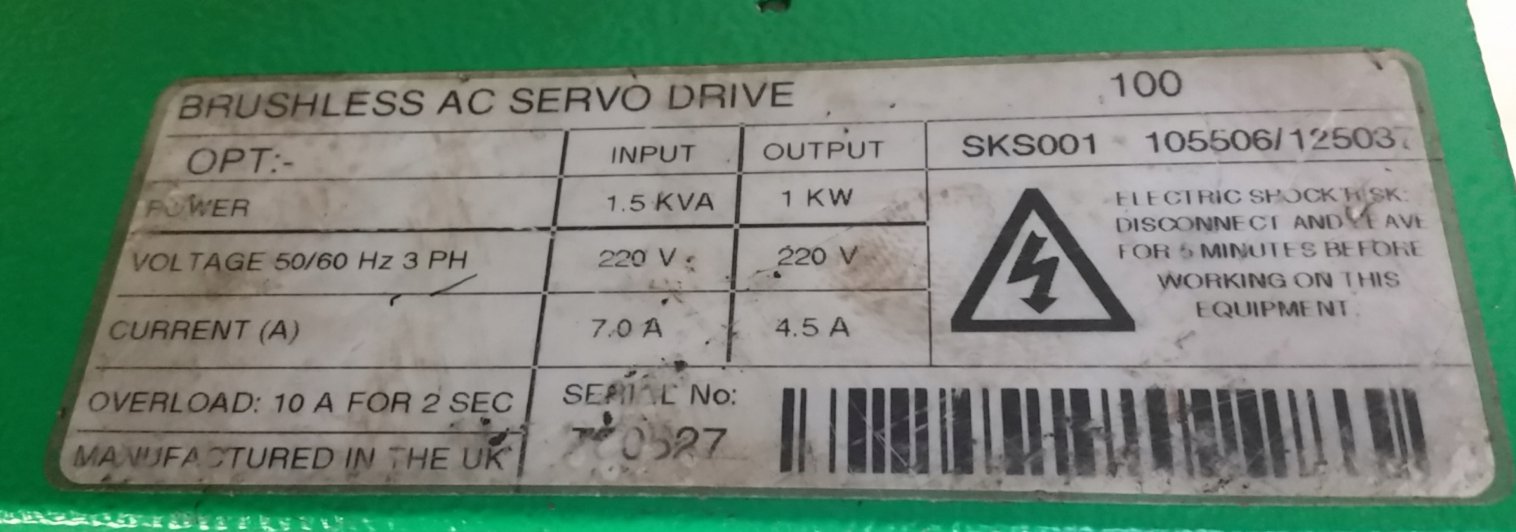 BRUSHLESS AC SERVO DRIVE 100
OPT:- INPUT OUTPUT SKS001 105506/125037
POWER 1.5 KVA 1 KW
VOLTAGE 50/60 Hz 3 PH 220 V 220 V
CURRENT (A) 7.0 A 4.5 A
ELECTRIC SHOCK RISK:
DISCONNECT AND LEAVE
FOR 5 MINUTES BEFORE
WORKING ON THIS
EQUIPMENT.
OVERLOAD: 10 A FOR 2 SEC SERIAL No:
MANUFACTURED IN THE UK